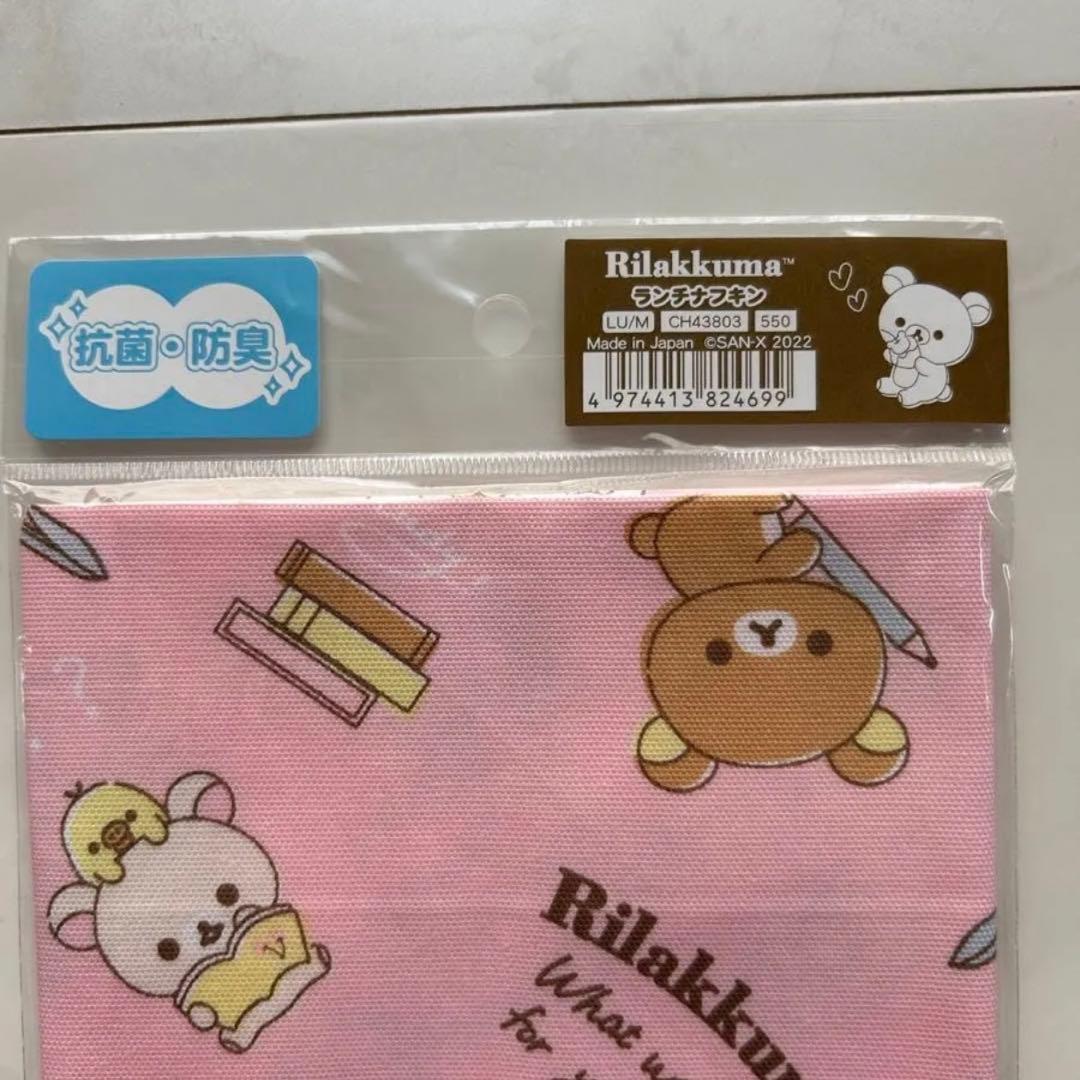 抗菌・防臭
Rilakkuma™
ランチナフキン
LU/M CH43803 550
Made in Japan ©SAN-X 2022
4 974413 824699
What
for